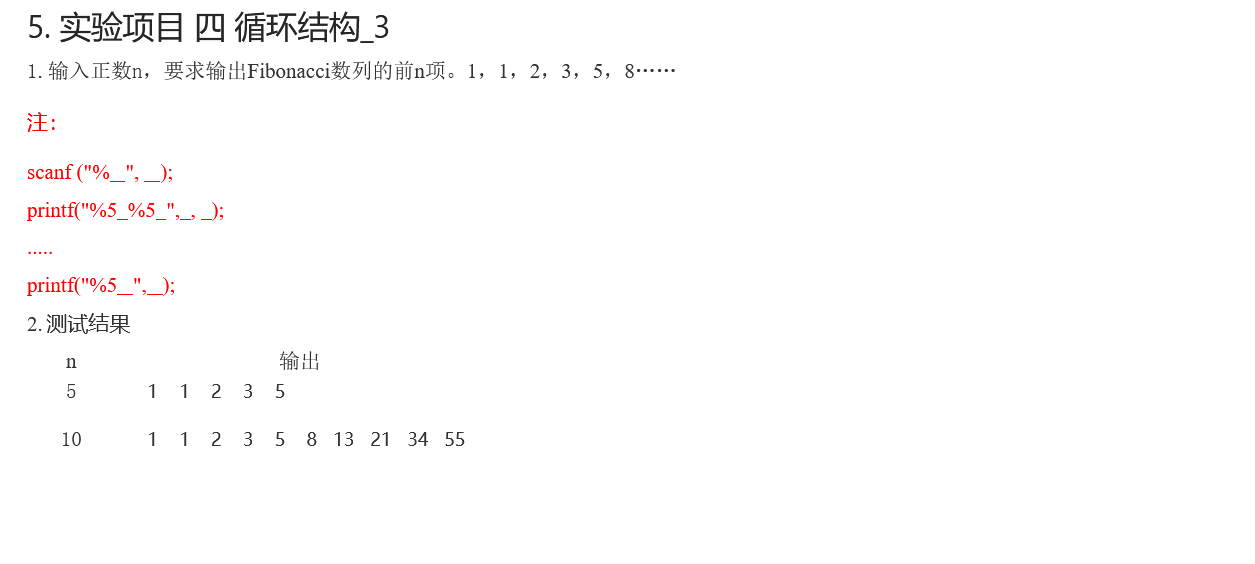 5. 实验项目 四 循环结构_3
1. 输入正数n，要求输出Fibonacci数列的前n项。1，1，2，3，5，8……
注：
scanf ("%__", __);
printf("%5_%5_",_, _);
.....
printf("%5__",__);
2. 测试结果
n 输出
5 1 1 2 3 5
10 1 1 2 3 5 8 13 21 34 55